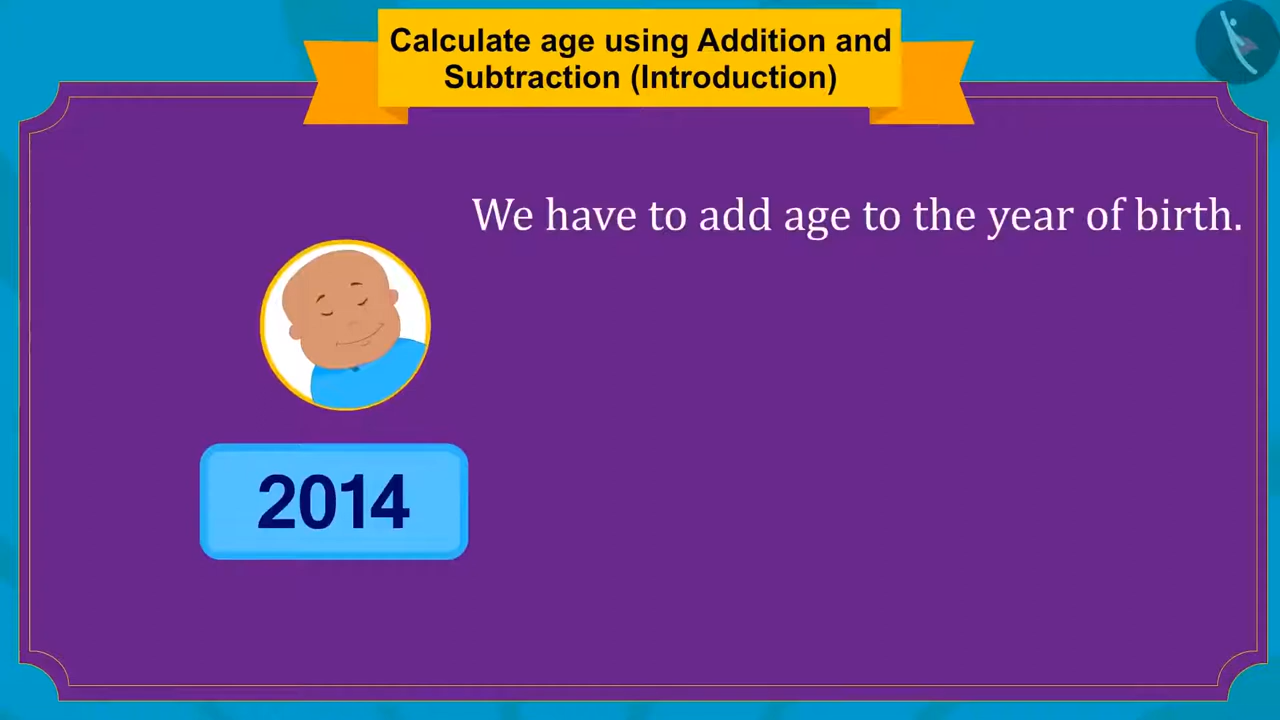 Calculate age using Addition and
Subtraction (Introduction)
We have to add age to the year of birth.
2014